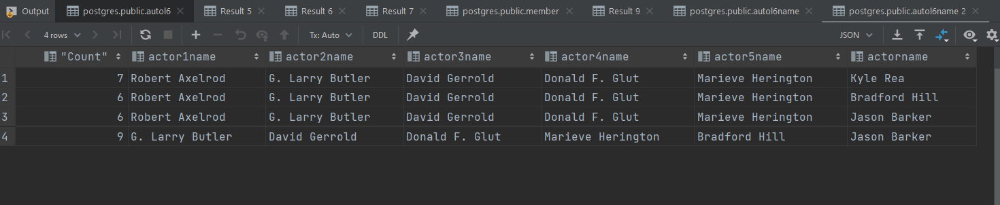 Output postgres.public.autol6 Result 5 Result 6 Result 7 postgres.public.member Result 9 postgres.public.autol6name postgres.public.autol6name 2
4 rows Tx: Auto DDL JSON
"Count" actor1name actor2name actor3name actor4name actor5name actorname
1 7 Robert Axelrod G. Larry Butler David Gerrold Donald F. Glut Marieve Herington Kyle Rea
2 6 Robert Axelrod G. Larry Butler David Gerrold Donald F. Glut Marieve Herington Bradford Hill
3 6 Robert Axelrod G. Larry Butler David Gerrold Donald F. Glut Marieve Herington Jason Barker
4 9 G. Larry Butler David Gerrold Donald F. Glut Marieve Herington Bradford Hill Jason Barker